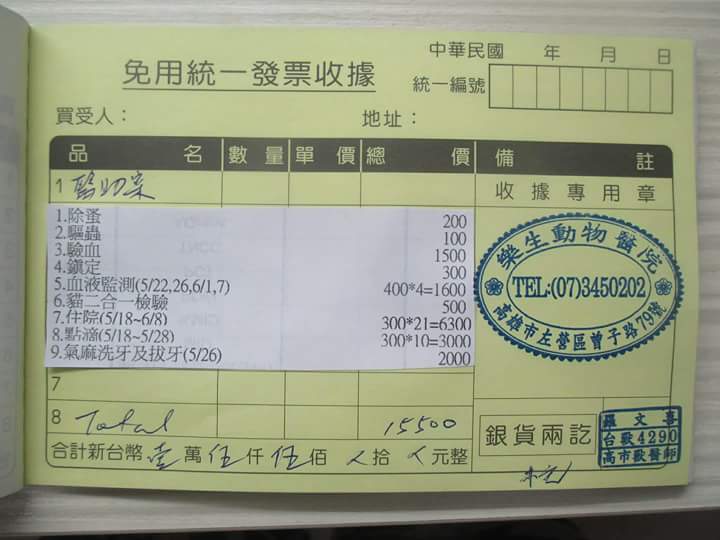 中華民國 年 月 日
免用統一發票收據
統一編號
買受人：
地址：
品 名 數 量 單 價 總 價 備 註
1 醫助案
收據專用章
1.除蚤 200
2.驅蟲 100
3.驗血 1500
4.鎮定 300
5.血液監測(5/22,26,6/1,7) 400*4=1600
6.貓二合一檢驗 500
7.住院(5/18~6/8) 300*21=6300
8.點滴(5/18~5/28) 300*10=3000
9.氣麻洗牙及拔牙(5/26) 2000
樂生動物醫院
TEL:(07)3450202
高雄市左營區曾子路79號
7
8 Total 15500
銀貨兩訖
羅文喜
台獸4290
高市獸醫師
合計新台幣 壹 萬 伍 仟 伍 佰 拾 元整